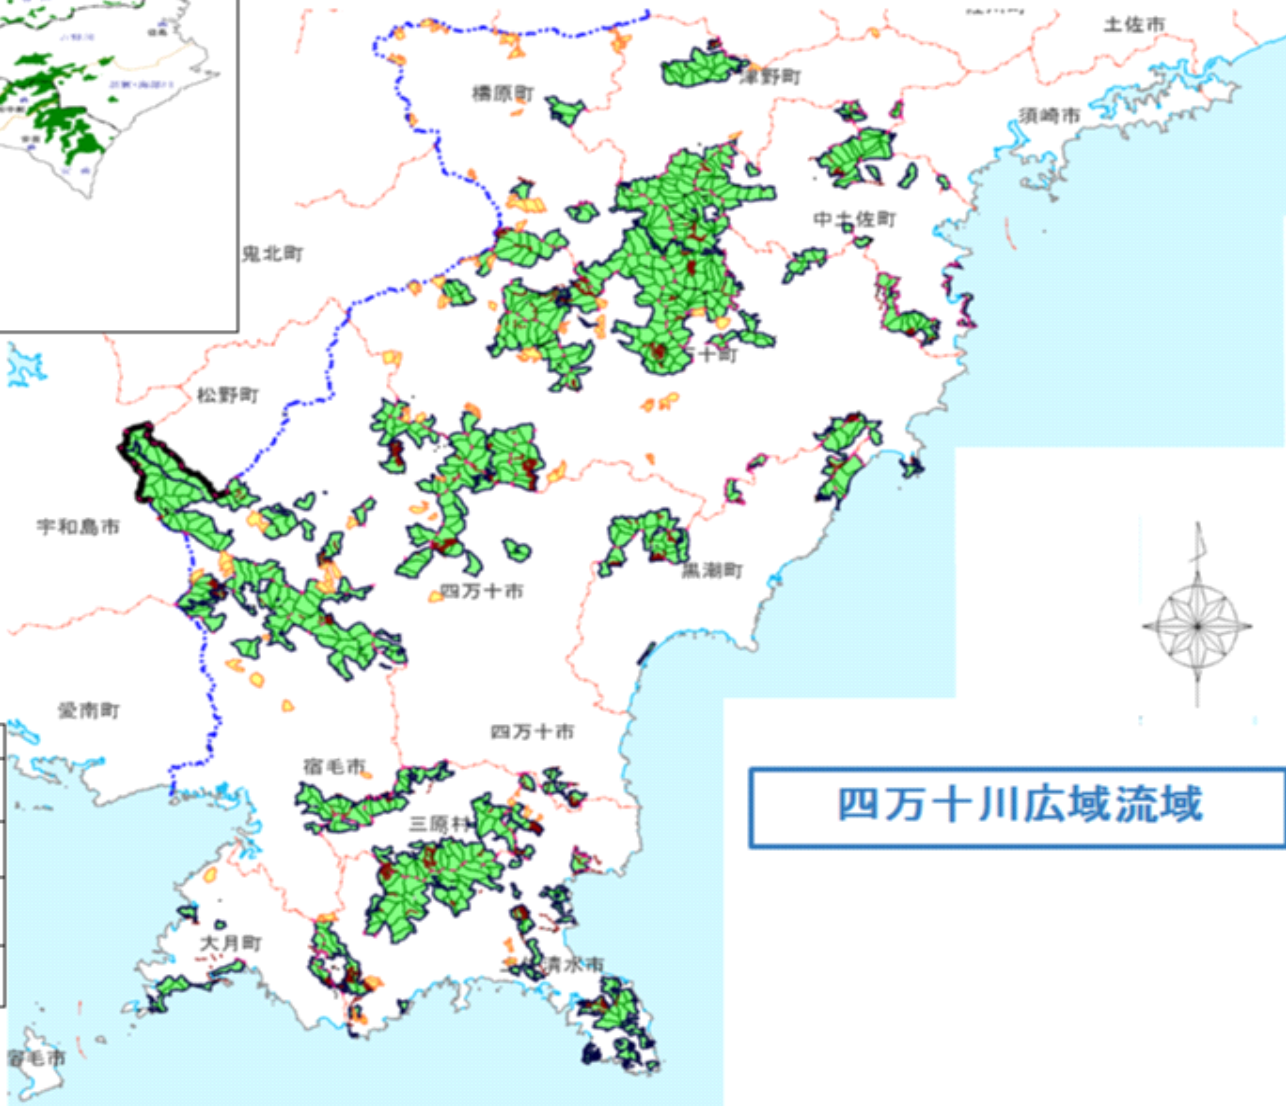 土佐市
梼原町
津野町
須崎市
中土佐町
鬼北町
十町
松野町
宇和島市
黒潮町
四万十市
愛南町
四万十市
宿毛市
四万十川広域流域
三原村
大月町
清水市
宿毛市